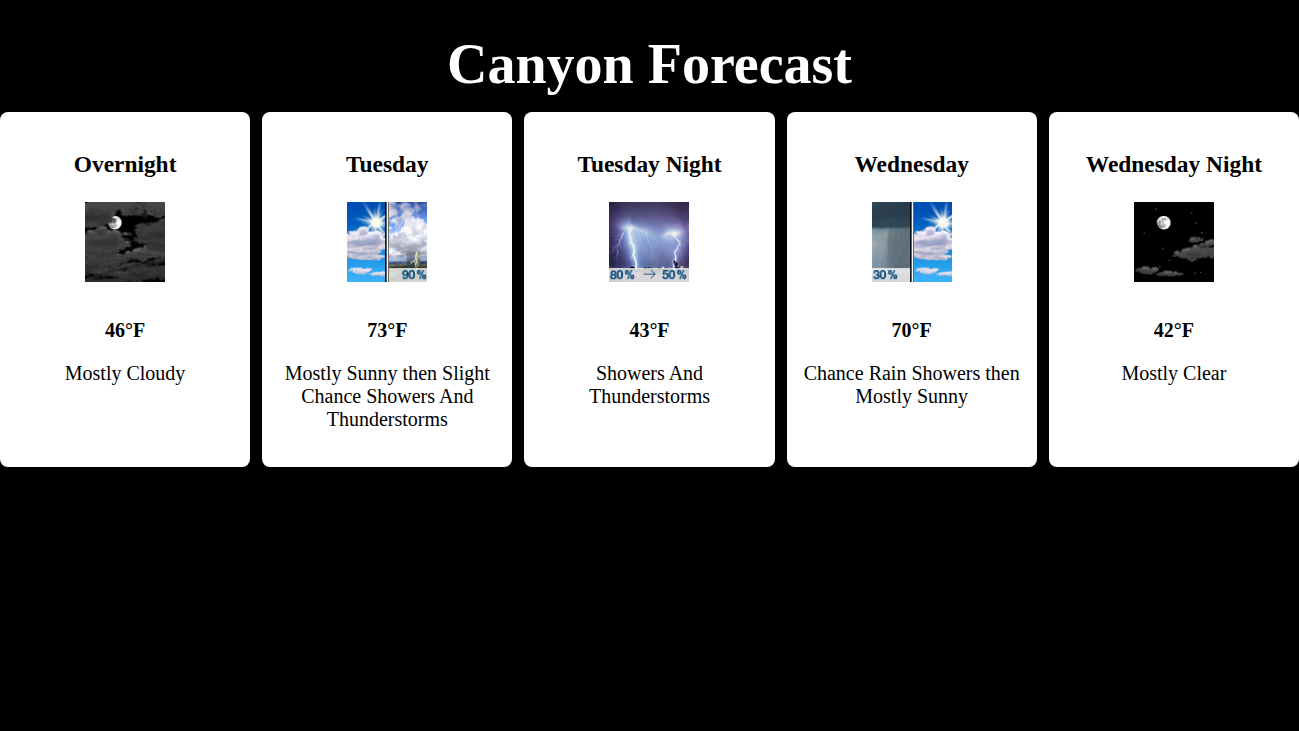 Canyon Forecast
Overnight
46°F
Mostly Cloudy
Tuesday
90%
73°F
Mostly Sunny then Slight
Chance Showers And
Thunderstorms
Tuesday Night
80% → 50%
43°F
Showers And
Thunderstorms
Wednesday
30%
70°F
Chance Rain Showers then
Mostly Sunny
Wednesday Night
42°F
Mostly Clear